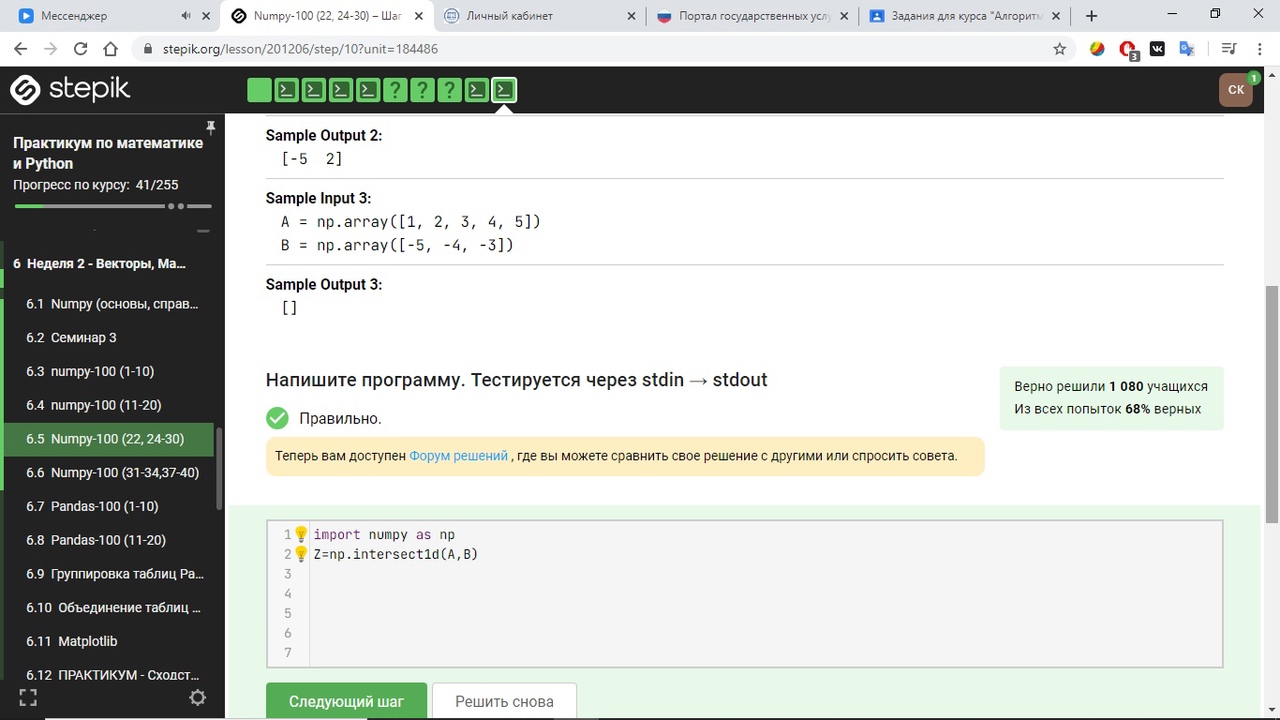 Мессенджер
Numpy-100 (22, 24-30) – Шаг
Личный кабинет
Портал государственных услу
Задания для курса "Алгоритм
stepik.org/lesson/201206/step/10?unit=184486
3
stepik
СК
1
Практикум по математике
и Python
Прогресс по курсу: 41/255
6 Неделя 2 - Векторы, Ма...
6.1 Numpy (основы, справ...
6.2 Семинар 3
6.3 numpy-100 (1-10)
6.4 numpy-100 (11-20)
6.5 Numpy-100 (22, 24-30)
6.6 Numpy-100 (31-34,37-40)
6.7 Pandas-100 (1-10)
6.8 Pandas-100 (11-20)
6.9 Группировка таблиц Pa...
6.10 Объединение таблиц ...
6.11 Matplotlib
6.12 ПРАКТИКУМ - Сходст...
Sample Output 2:
[-5  2]
Sample Input 3:
A = np.array([1, 2, 3, 4, 5])
B = np.array([-5, -4, -3])
Sample Output 3:
[]
Напишите программу. Тестируется через stdin → stdout
Верно решили 1 080 учащихся
Из всех попыток 68% верных
Правильно.
Теперь вам доступен Форум решений , где вы можете сравнить свое решение с другими или спросить совета.
1 import numpy as np
2 Z=np.intersect1d(A,B)
3
4
5
6
7
Следующий шаг
Решить снова